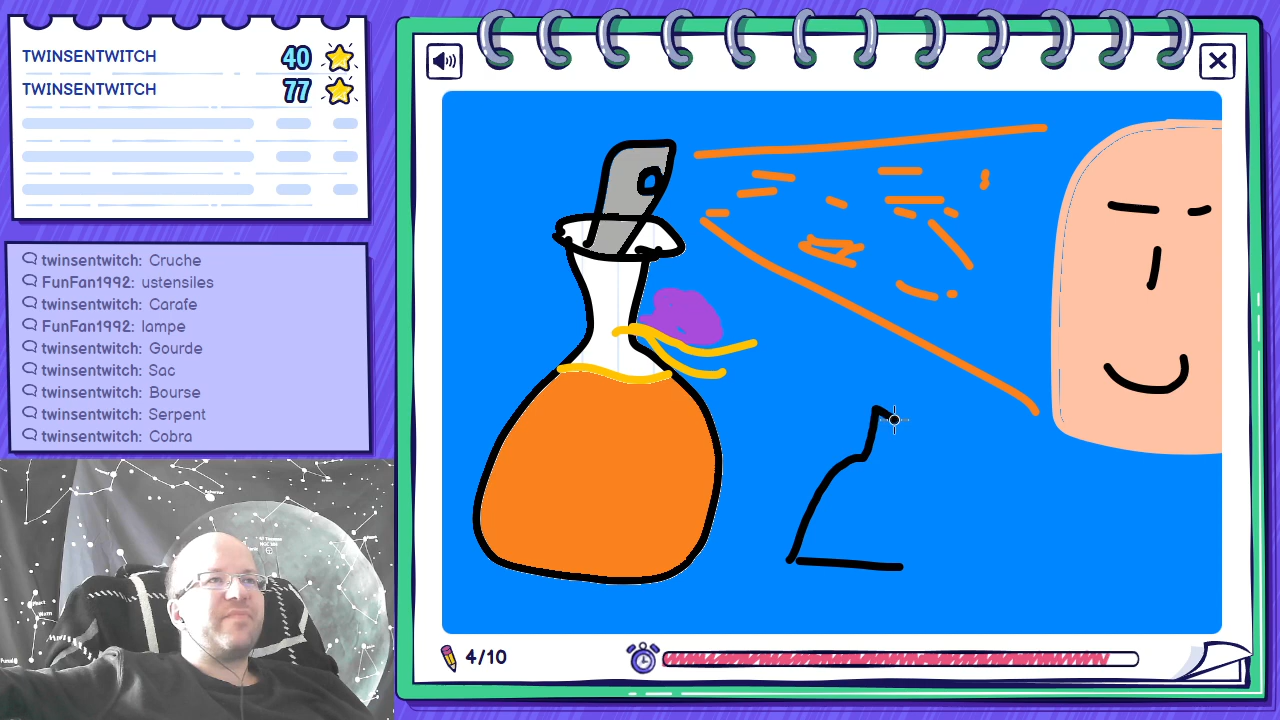 TWINSENTWITCH 40
TWINSENTWITCH 77
twinsentwitch: Cruche
FunFan1992: ustensiles
twinsentwitch: Carafe
FunFan1992: lampe
twinsentwitch: Gourde
twinsentwitch: Sac
twinsentwitch: Bourse
twinsentwitch: Serpent
twinsentwitch: Cobra
4/10